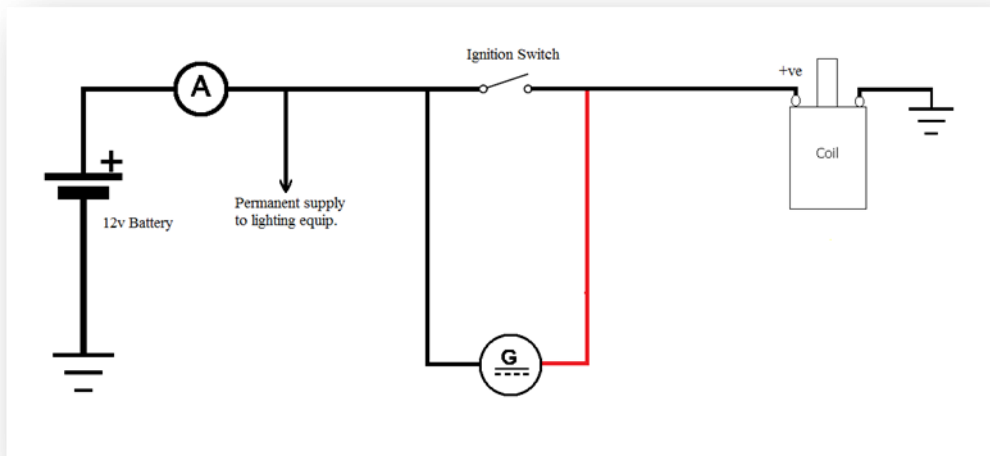 Ignition Switch
A
+ve
+
Coil
12v Battery
Permanent supply
to lighting equip.
G